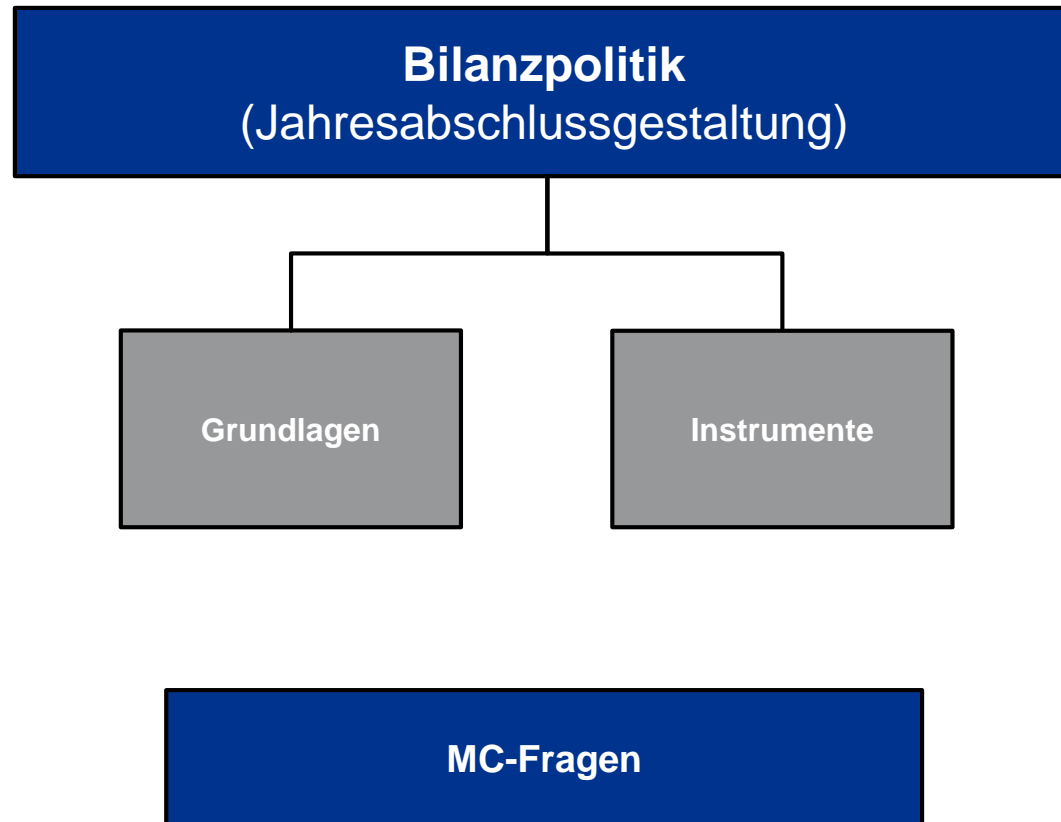 Bilanzpolitik
(Jahresabschlussgestaltung)
Grundlagen
Instrumente
MC-Fragen